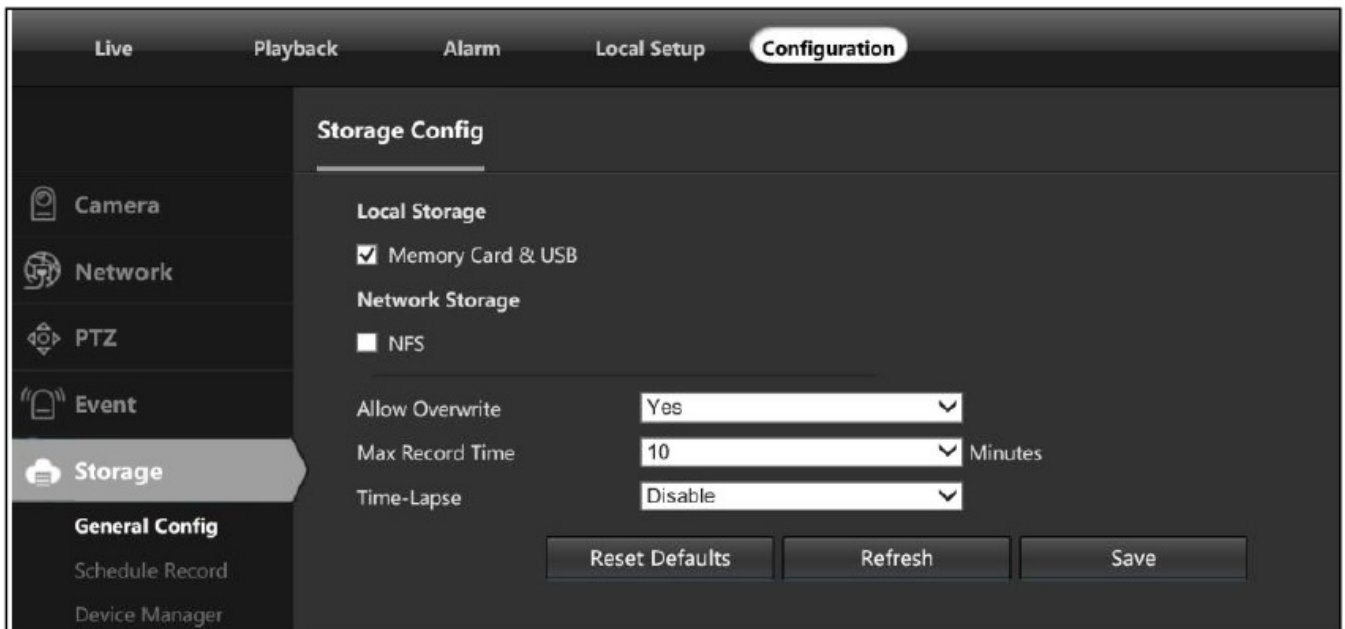 Live Playback Alarm Local Setup Configuration
Storage Config
Camera
Network
PTZ
Event
Storage
General Config
Schedule Record
Device Manager
Local Storage
Memory Card & USB
Network Storage
NFS
Allow Overwrite Yes
Max Record Time 10 Minutes
Time-Lapse Disable
Reset Defaults Refresh Save